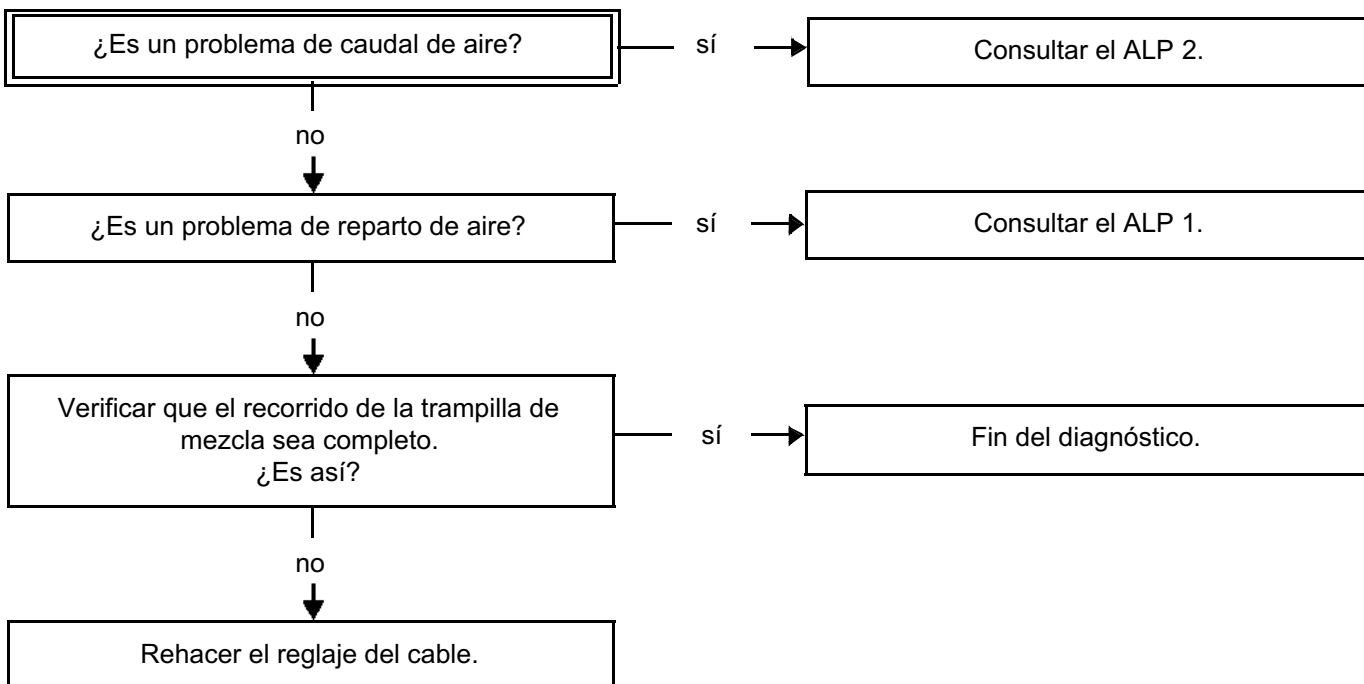 ¿Es un problema de caudal de aire?
sí
Consultar el ALP 2.
no
¿Es un problema de reparto de aire?
sí
Consultar el ALP 1.
no
Verificar que el recorrido de la trampilla de
mezcla sea completo.
¿Es así?
sí
Fin del diagnóstico.
no
Rehacer el reglaje del cable.